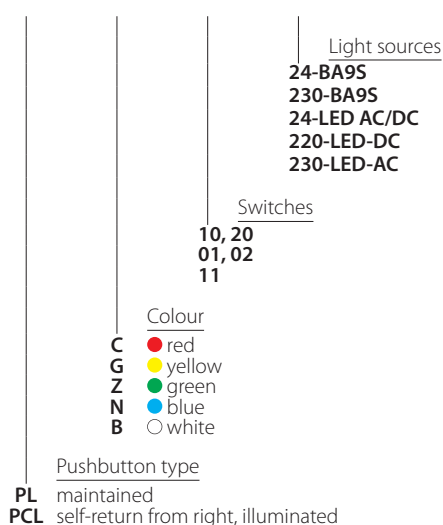 Light sources
24-BA9S
230-BA9S
24-LED AC/DC
220-LED-DC
230-LED-AC
Switches
10, 20
01, 02
11
Colour
C red
G yellow
Z green
N blue
B white
Pushbutton type
PL maintained
PCL self-return from right, illuminated